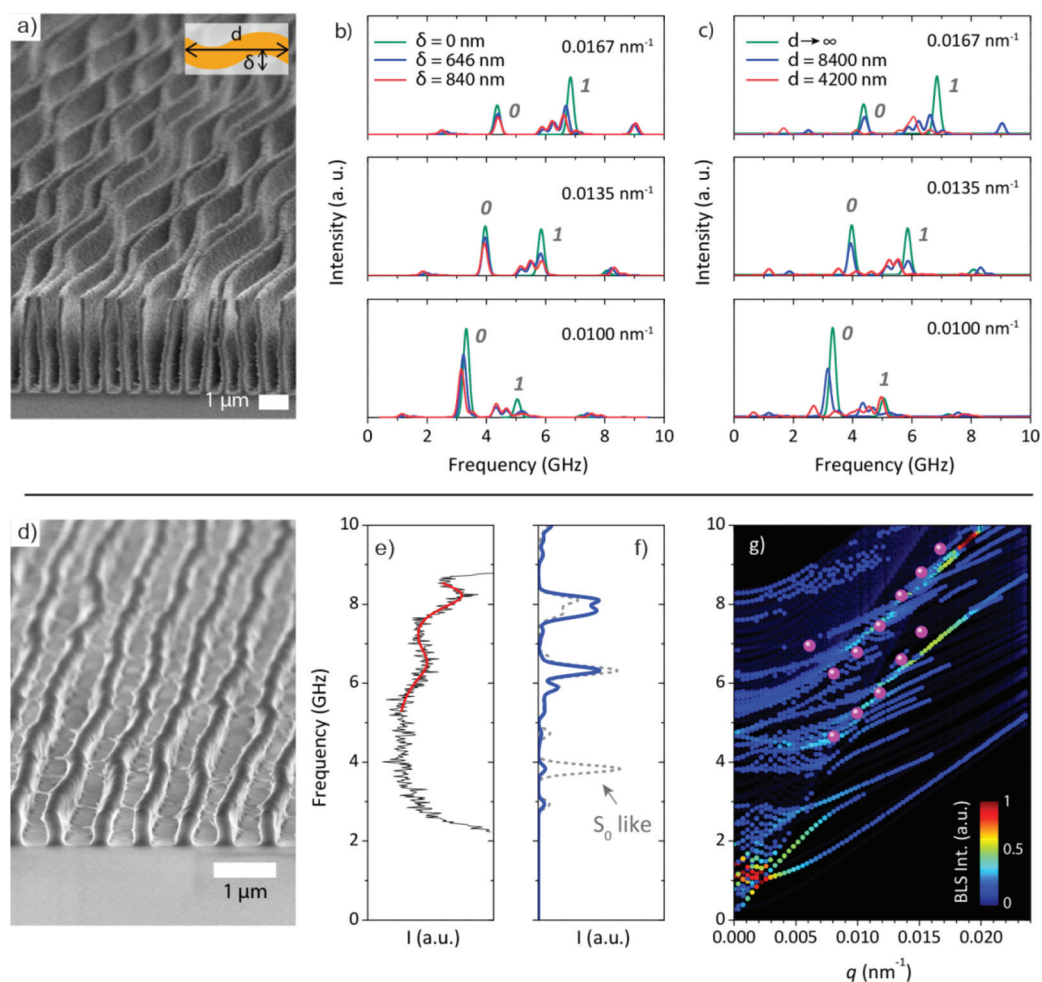 a)
d
δ
1 μm
b)
δ = 0 nm
δ = 646 nm
δ = 840 nm
0.0167 nm⁻¹
0
1
0.0135 nm⁻¹
0
1
0.0100 nm⁻¹
0
1
Intensity (a. u.)
0 2 4 6 8 10
Frequency (GHz)
c)
d→∞
d = 8400 nm
d = 4200 nm
0.0167 nm⁻¹
0
1
0.0135 nm⁻¹
0
1
0.0100 nm⁻¹
0
1
Intensity (a. u.)
0 2 4 6 8 10
Frequency (GHz)
d)
1 μm
e)
10
8
6
4
2
0
Frequency (GHz)
I (a.u.)
f)
S₀ like
I (a.u.)
g)
10
8
6
4
2
0
BLS Int. (a.u.)
1
0.5
0
0.000 0.005 0.010 0.015 0.020
q (nm⁻¹)